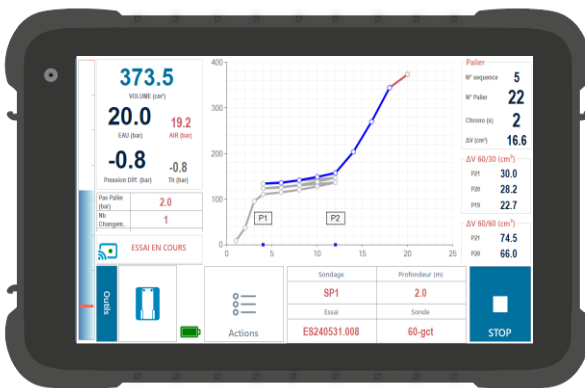 373.5
VOLUME (cm³)
20.0
19.2
EAU (bar)
AIR (bar)
-0.8
-0.8
Pression Diff. (bar)
Th (bar)
Pas Palier (bar)
2.0
Nb Changem...
1
ESSAI EN COURS
Outils
400
300
200
100
0
0
5
10
15
20
25
P1
P2
Actions
Sondage
Profondeur (m)
SP1
2.0
Essai
Sonde
ES240531.008
60-gct
Palier
N° sequence
5
N° Palier
22
Chrono (s)
2
ΔV (cm³)
16.6
ΔV 60/30 (cm³)
P21
30.0
P20
28.2
P19
22.7
ΔV 60/60 (cm³)
P21
74.5
P20
66.0
STOP